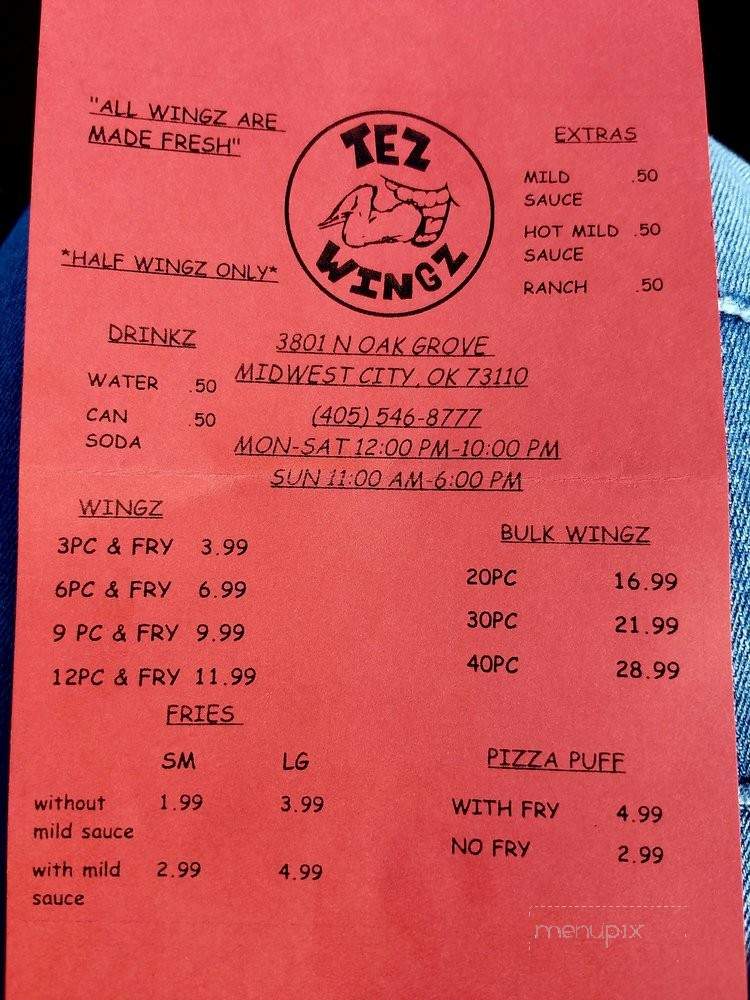 "ALL WINGZ ARE
MADE FRESH"
*HALF WINGZ ONLY*
TEZ
WINGZ
EXTRAS
MILD .50
SAUCE
HOT MILD .50
SAUCE
RANCH .50
DRINKZ
WATER .50
CAN .50
SODA
3801 N OAK GROVE
MIDWEST CITY, OK 73110
(405) 546-8777
MON-SAT 12:00 PM-10:00 PM
SUN 11:00 AM-6:00 PM
WINGZ
3PC & FRY 3.99
6PC & FRY 6.99
9 PC & FRY 9.99
12PC & FRY 11.99
BULK WINGZ
20PC 16.99
30PC 21.99
40PC 28.99
FRIES
SM LG
without 1.99 3.99
mild sauce
with mild 2.99 4.99
sauce
PIZZA PUFF
WITH FRY 4.99
NO FRY 2.99
menupix